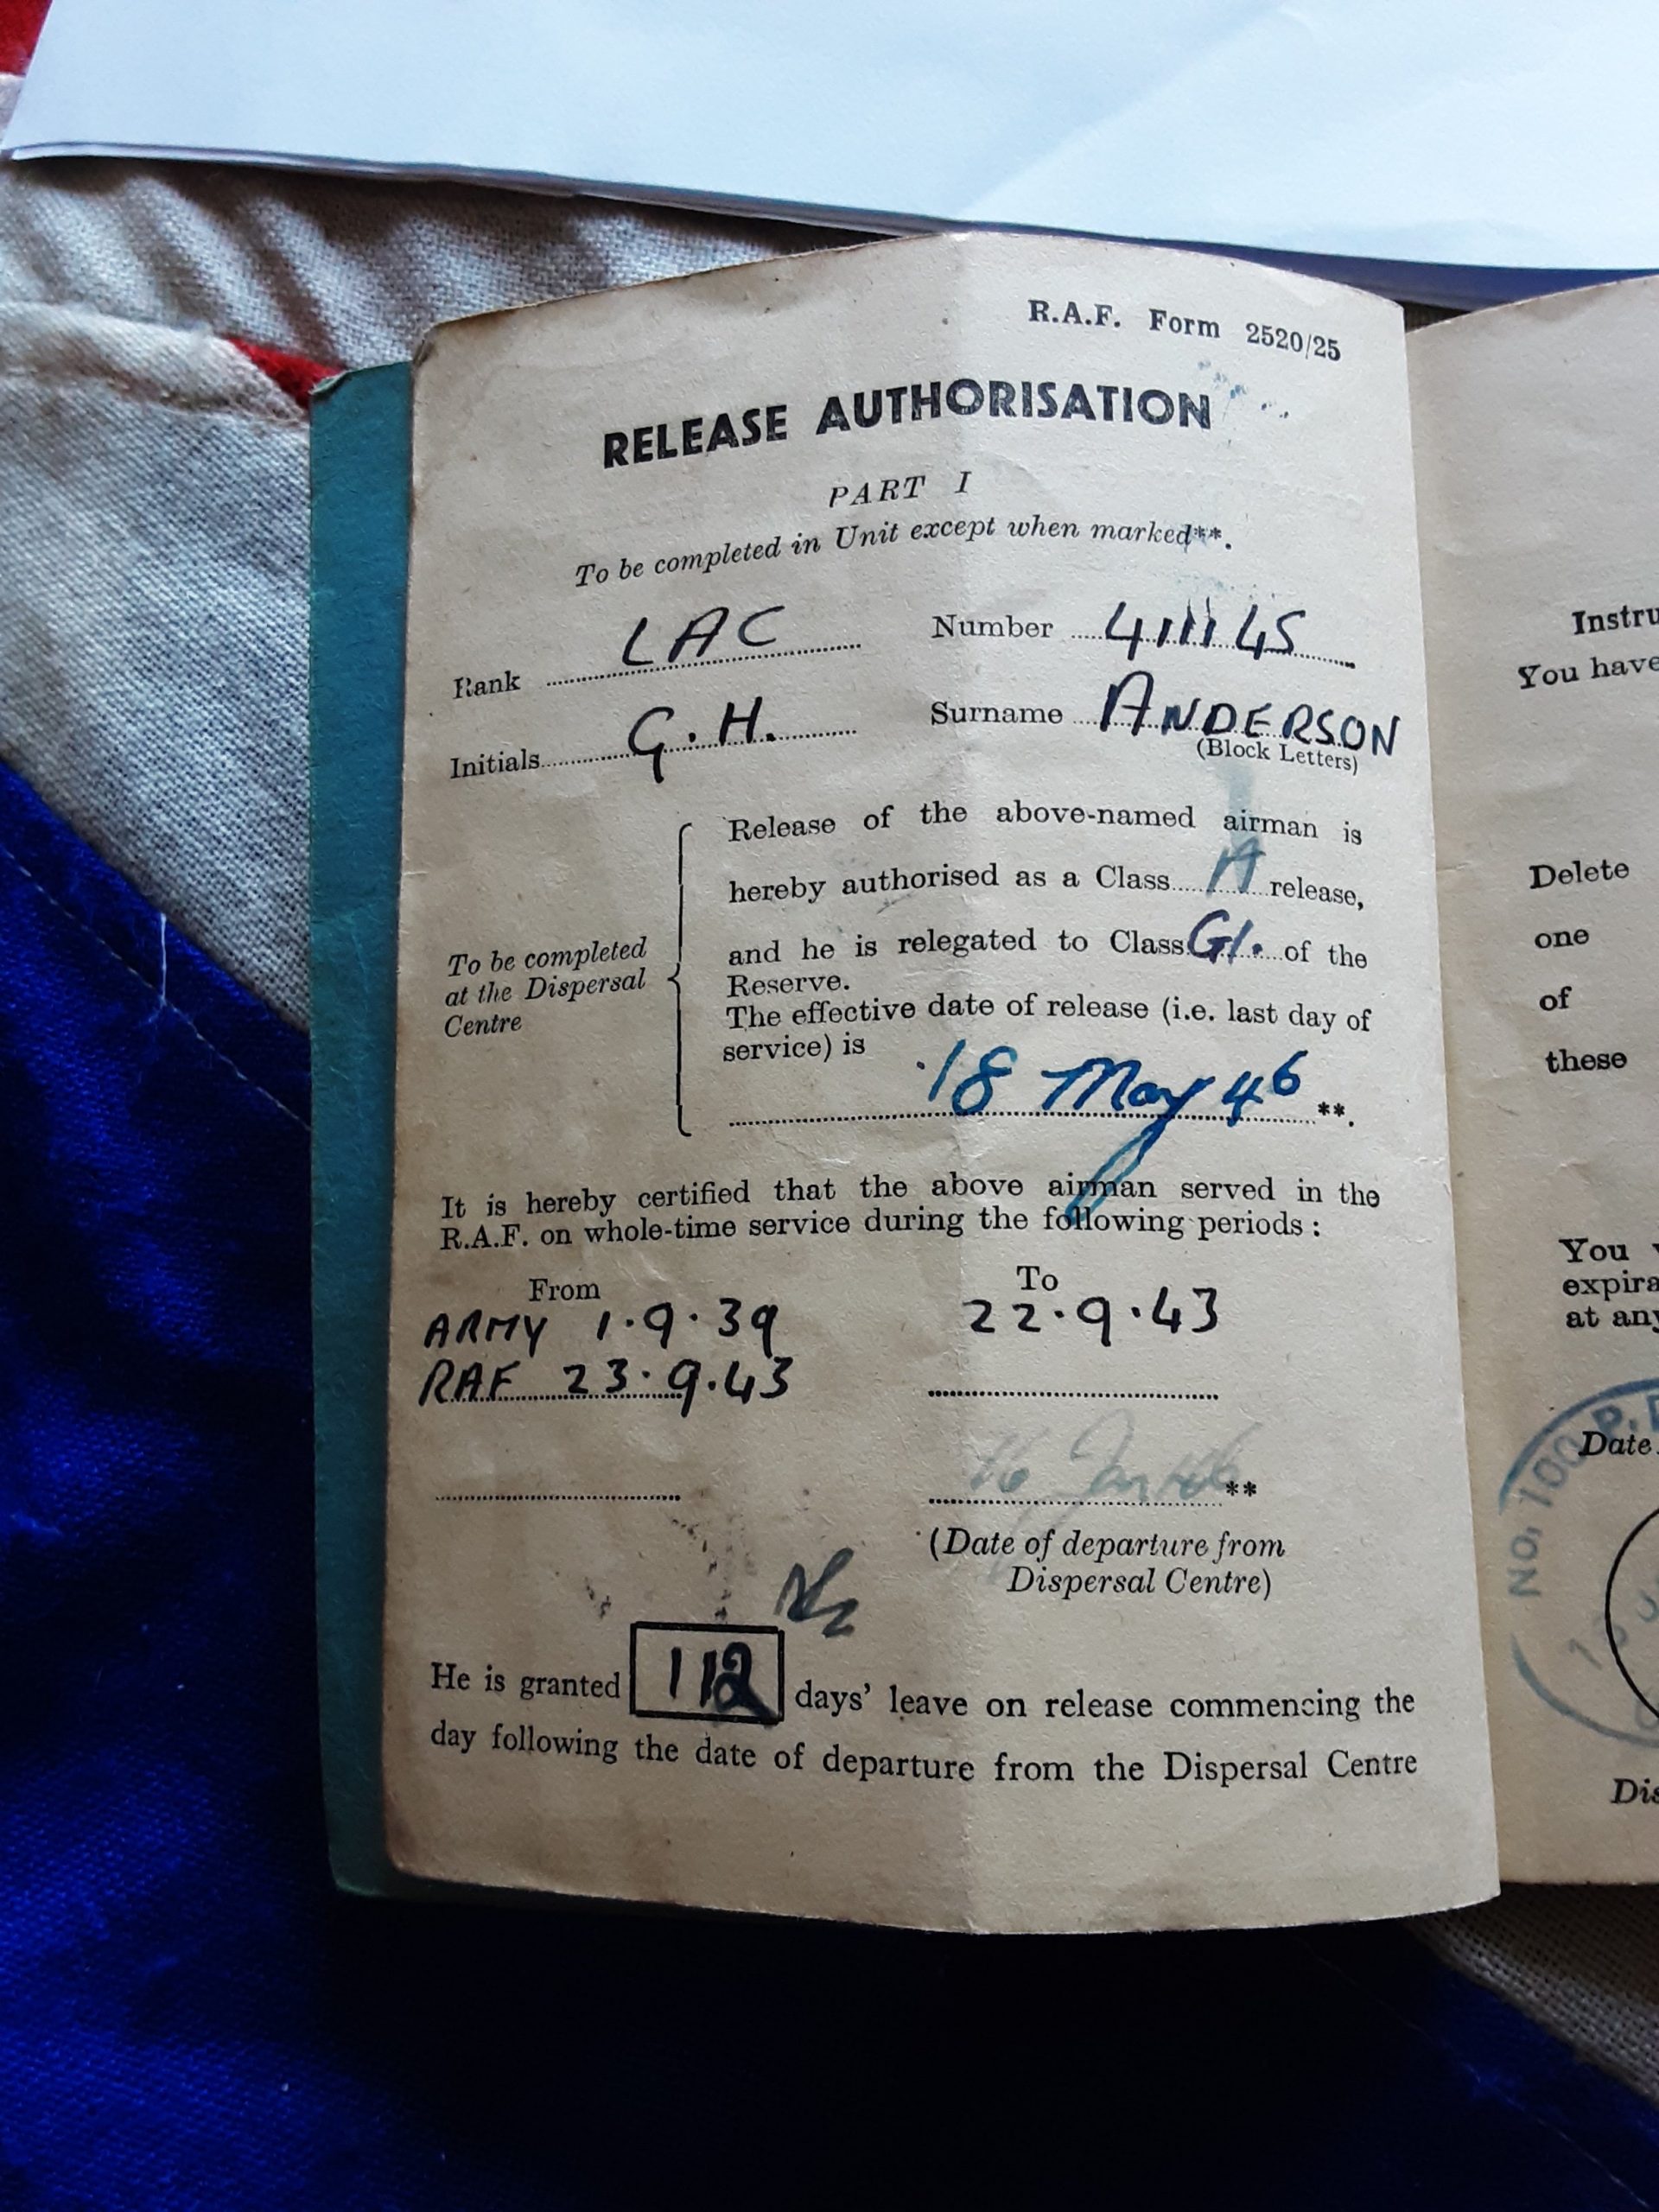 R.A.F. Form 2520/25
RELEASE AUTHORISATION
PART I
To be completed in Unit except when marked**.
Rank LAC Number 4111145
Initials G.H. Surname ANDERSON
(Block Letters)
To be completed
at the Dispersal
Centre
Release of the above-named airman is
hereby authorised as a Class A release,
and he is relegated to Class G1. of the
Reserve.
The effective date of release (i.e. last day of
service) is
18 May 46 **.
It is hereby certified that the above airman served in the
R.A.F. on whole-time service during the following periods :
From To
ARMY 1.9.39 22.9.43
RAF 23.9.43
46 **
(Date of departure from
Dispersal Centre)
He is granted 112 days' leave on release commencing the
day following the date of departure from the Dispersal Centre
Instru
You have
Delete
one
of
these
You
expira
at any
Date
NO. 100 P.D
Dis